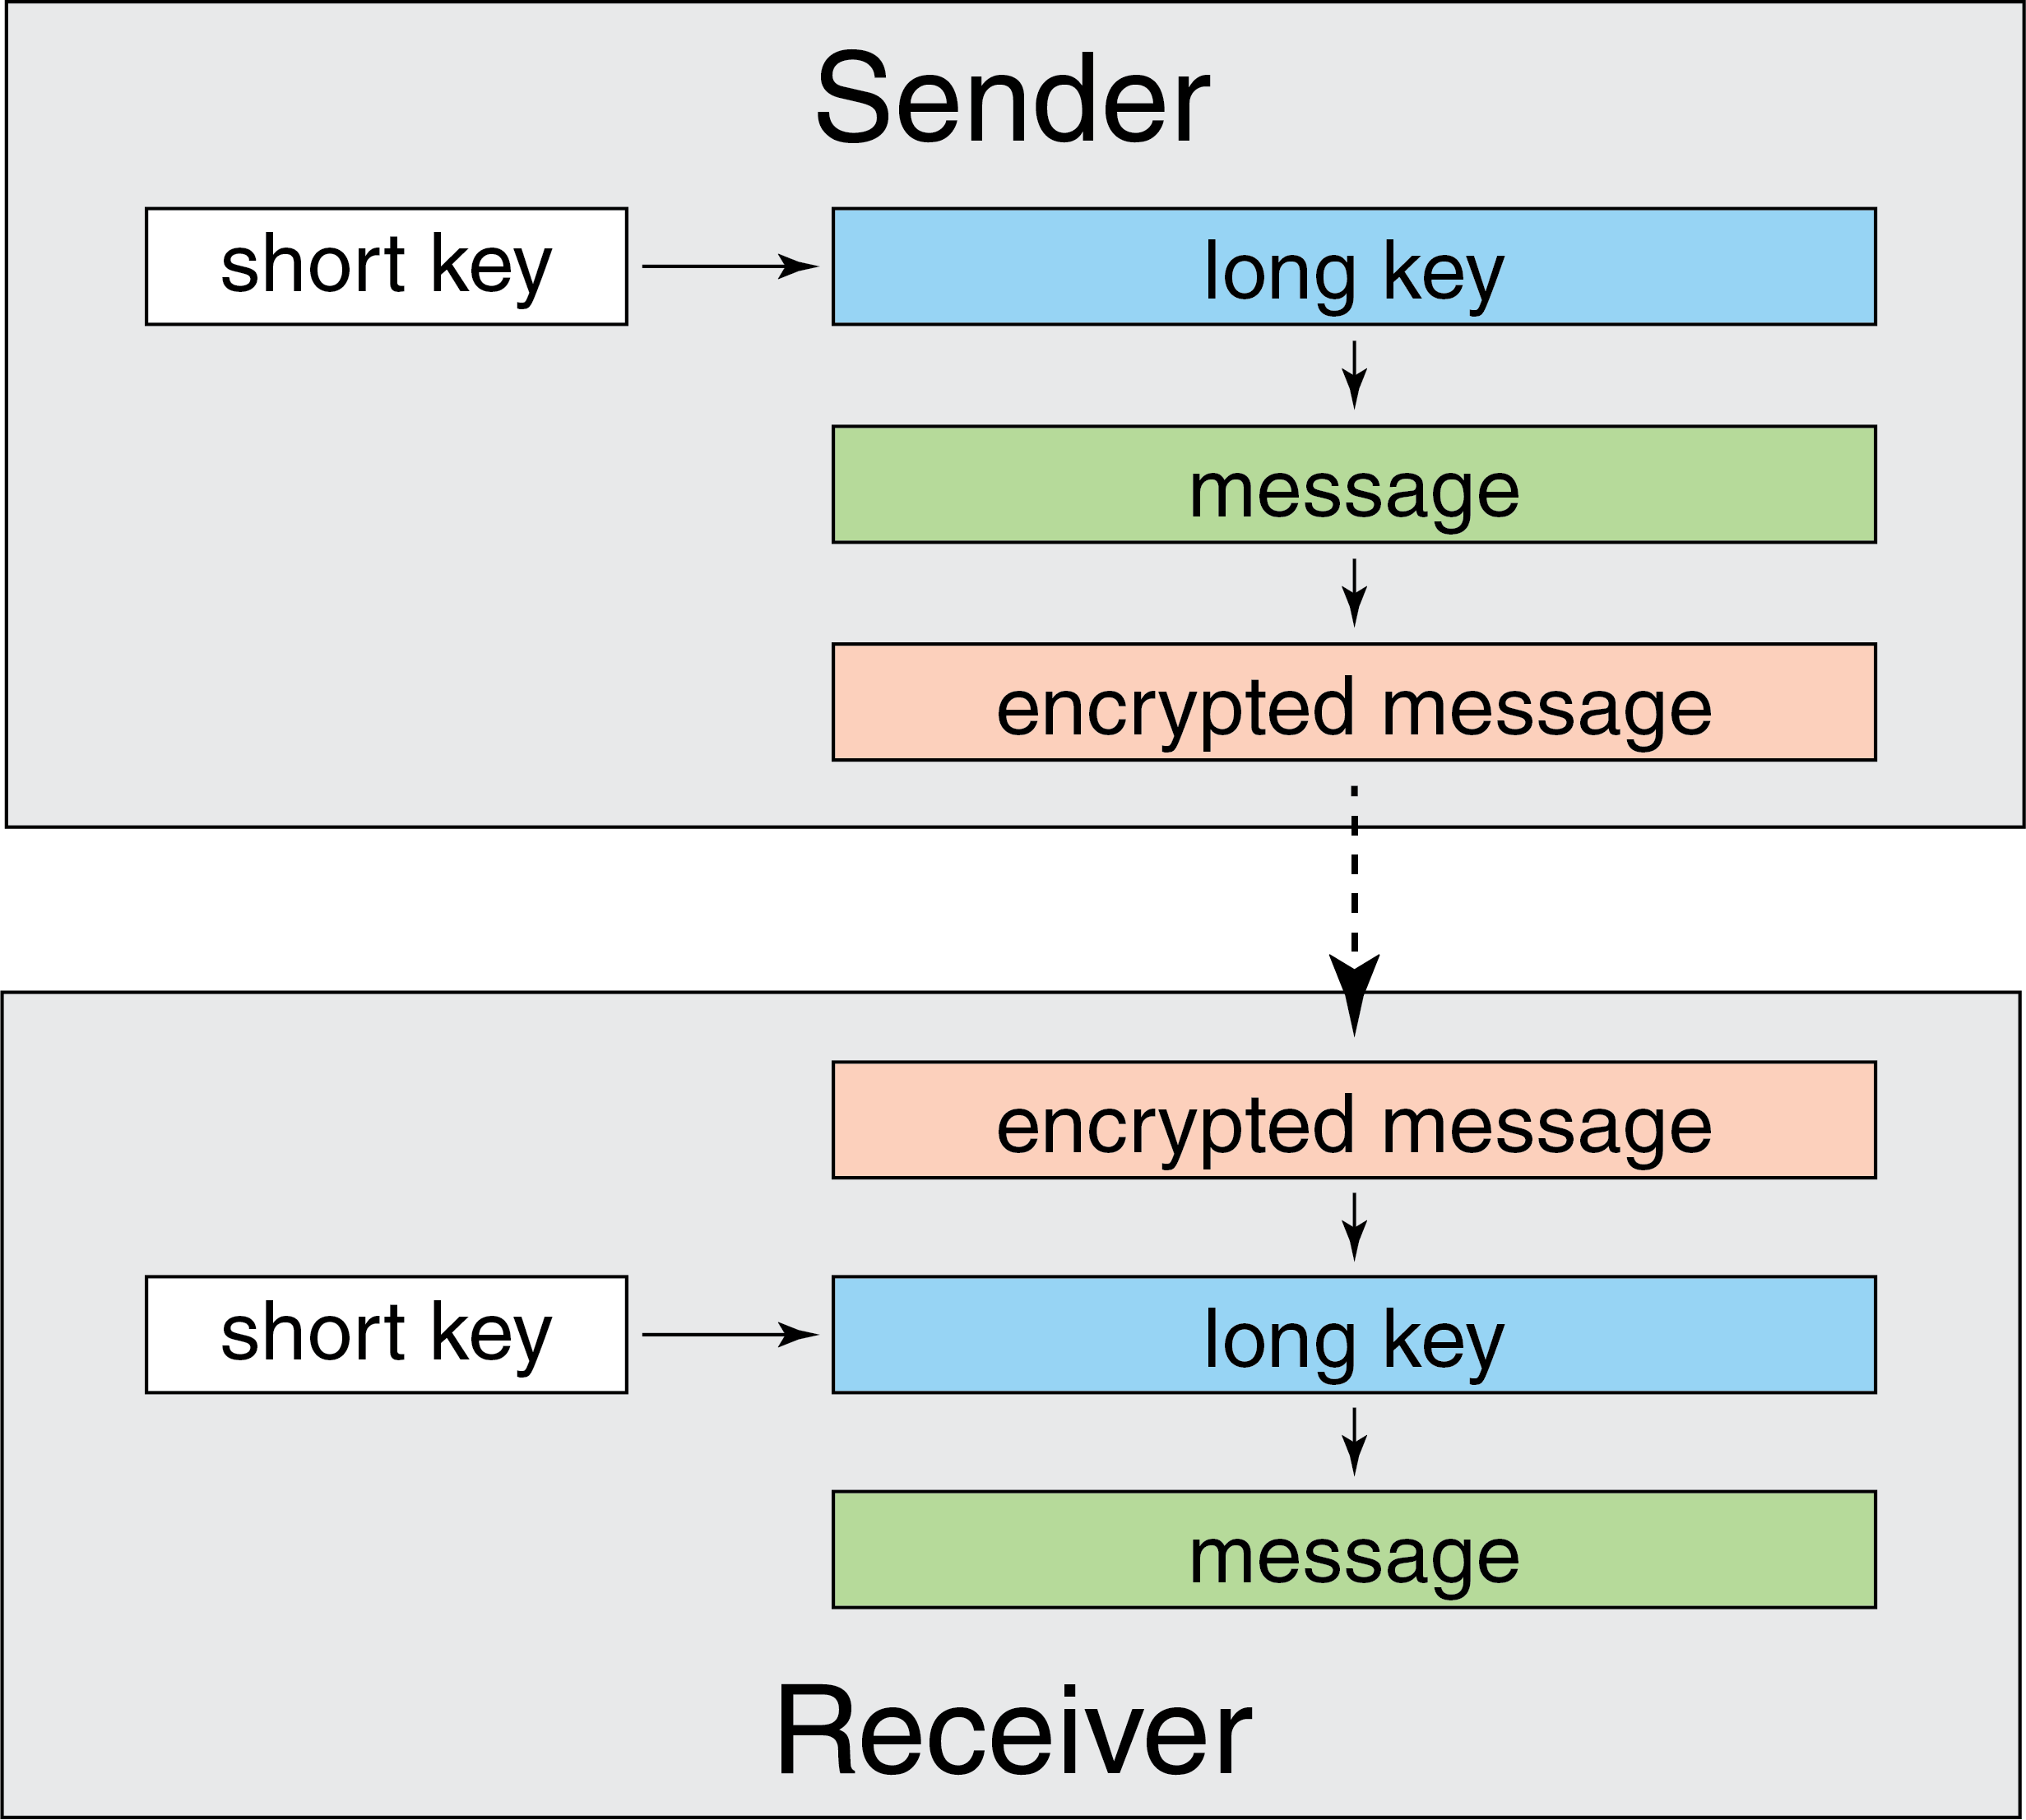 Sender
short key
long key
message
encrypted message
encrypted message
short key
long key
message
Receiver